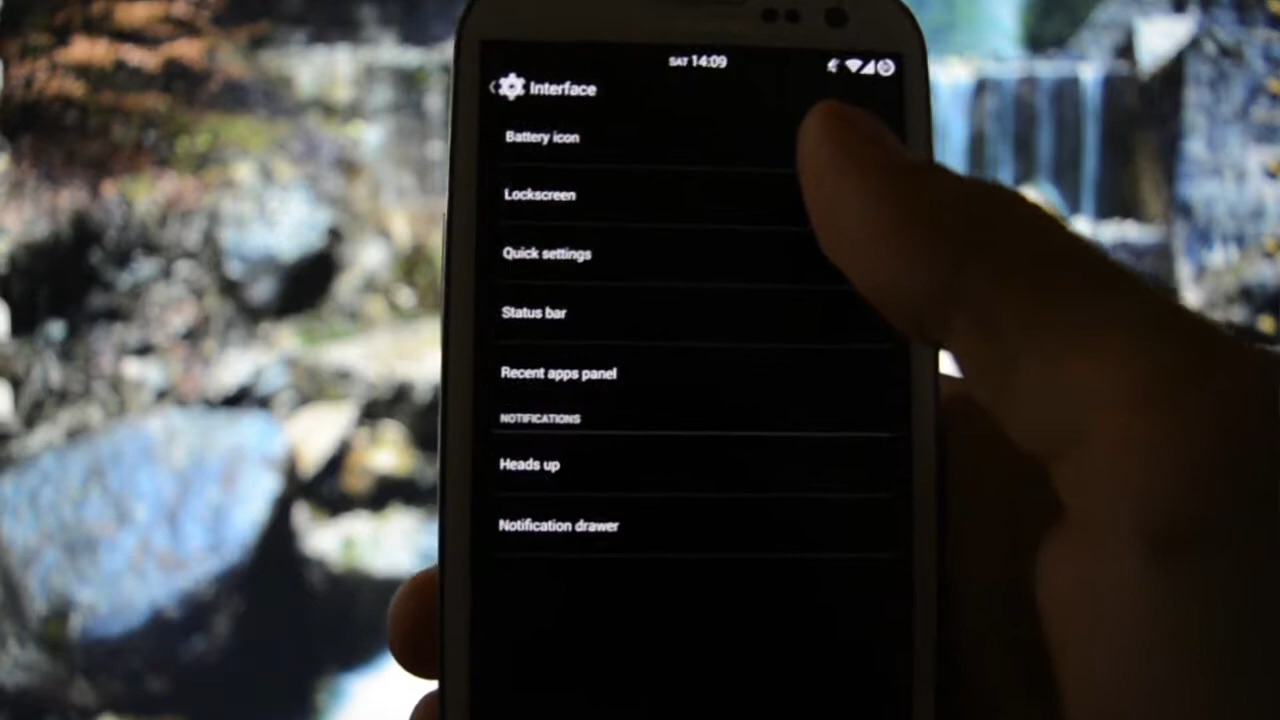 SAT 14:09
Interface
Battery icon
Lockscreen
Quick settings
Status bar
Recent apps panel
NOTIFICATIONS
Heads up
Notification drawer